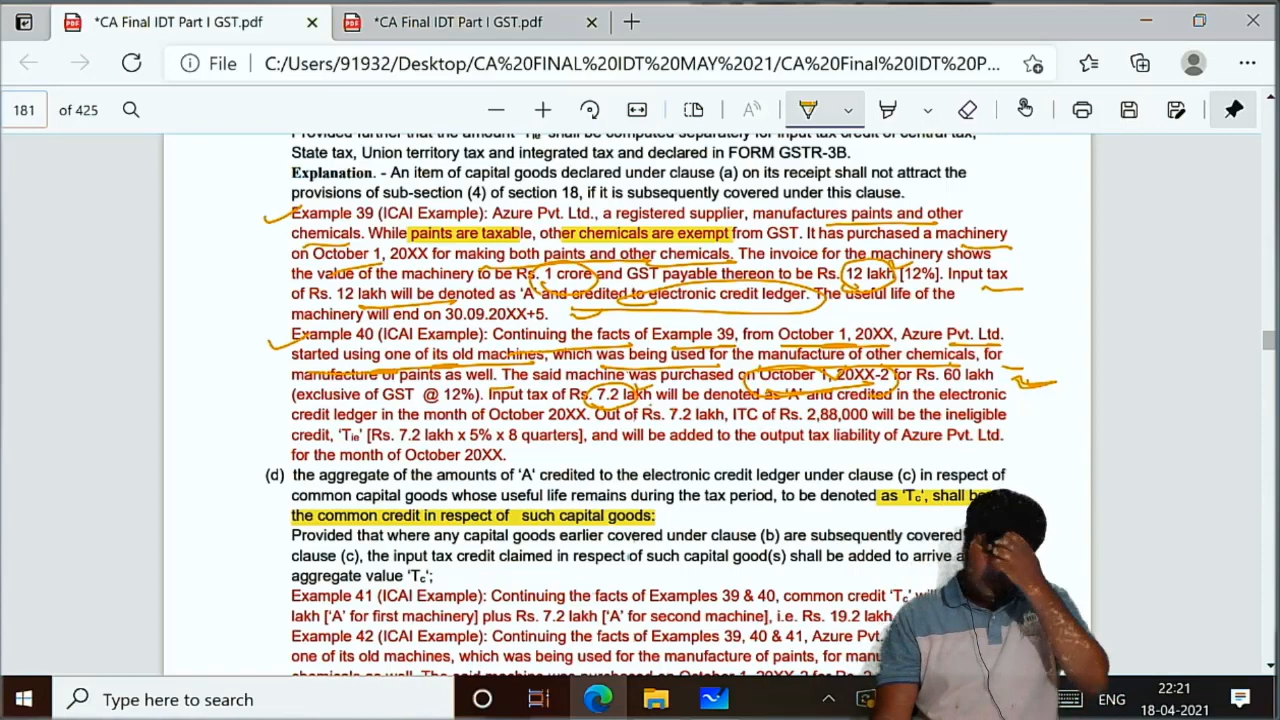 *CA Final IDT Part I GST.pdf
*CA Final IDT Part I GST.pdf
File
C:/Users/91932/Desktop/CA%20FINAL%20IDT%20MAY%2021/CA%20Final%20IDT%20P...
181 of 425
Provided further that the amount 'Tie' shall be computed separately for input tax credit of central tax,
State tax, Union territory tax and integrated tax and declared in FORM GSTR-3B.
Explanation. - An item of capital goods declared under clause (a) on its receipt shall not attract the
provisions of sub-section (4) of section 18, if it is subsequently covered under this clause.
Example 39 (ICAI Example): Azure Pvt. Ltd., a registered supplier, manufactures paints and other
chemicals. While paints are taxable, other chemicals are exempt from GST. It has purchased a machinery
on October 1, 20XX for making both paints and other chemicals. The invoice for the machinery shows
the value of the machinery to be Rs. 1 crore and GST payable thereon to be Rs. 12 lakh [12%]. Input tax
of Rs. 12 lakh will be denoted as 'A' and credited to electronic credit ledger. The useful life of the
machinery will end on 30.09.20XX+5.
Example 40 (ICAI Example): Continuing the facts of Example 39, from October 1, 20XX, Azure Pvt. Ltd.
started using one of its old machines, which was being used for the manufacture of other chemicals, for
manufacture of paints as well. The said machine was purchased on October 1, 20XX-2 for Rs. 60 lakh
(exclusive of GST @ 12%). Input tax of Rs. 7.2 lakh will be denoted as 'A' and credited in the electronic
credit ledger in the month of October 20XX. Out of Rs. 7.2 lakh, ITC of Rs. 2,88,000 will be the ineligible
credit, 'Tie' [Rs. 7.2 lakh x 5% x 8 quarters], and will be added to the output tax liability of Azure Pvt. Ltd.
for the month of October 20XX.
(d) the aggregate of the amounts of 'A' credited to the electronic credit ledger under clause (c) in respect of
common capital goods whose useful life remains during the tax period, to be denoted as 'Tc', shall be
the common credit in respect of such capital goods:
Provided that where any capital goods earlier covered under clause (b) are subsequently covered
clause (c), the input tax credit claimed in respect of such capital good(s) shall be added to arrive
aggregate value 'Tc';
Example 41 (ICAI Example): Continuing the facts of Examples 39 & 40, common credit 'Tc'
lakh ['A' for first machinery] plus Rs. 7.2 lakh ['A' for second machine], i.e. Rs. 19.2 lakh.
Example 42 (ICAI Example): Continuing the facts of Examples 39, 40 & 41, Azure Pvt.
one of its old machines, which was being used for the manufacture of paints, for
Type here to search
ENG
22:21
18-04-2021